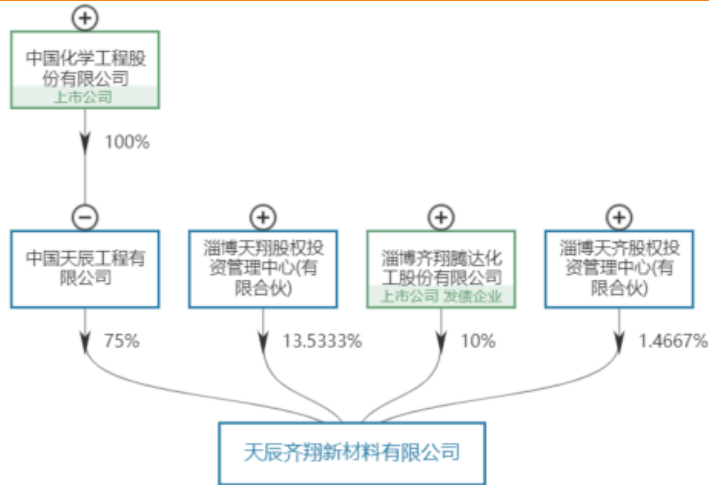 中国化学工程股
份有限公司
上市公司
100%
中国天辰工程有
限公司
淄博天翔股权投
资管理中心(有
限合伙)
淄博齐翔腾达化
工股份有限公司
上市公司 发债企业
淄博天齐股权投
资管理中心(有
限合伙)
75%
13.5333%
10%
1.4667%
天辰齐翔新材料有限公司